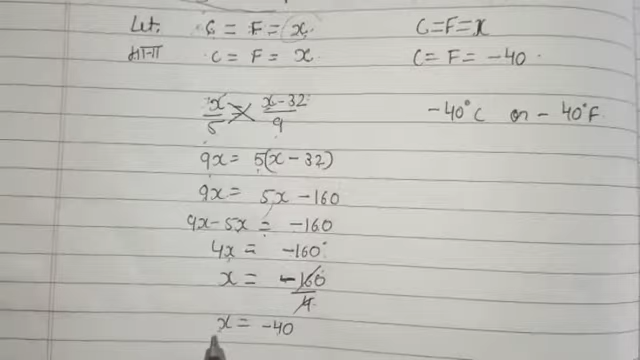 Let. C = F = x
माना C = F = x
x/5 = x-32/9
9x = 5(x-32)
9x = 5x-160
9x-5x = -160
4x = -160
x = -160/4
x = -40
C=F=x
C=F=-40.
-40°C or -40°F